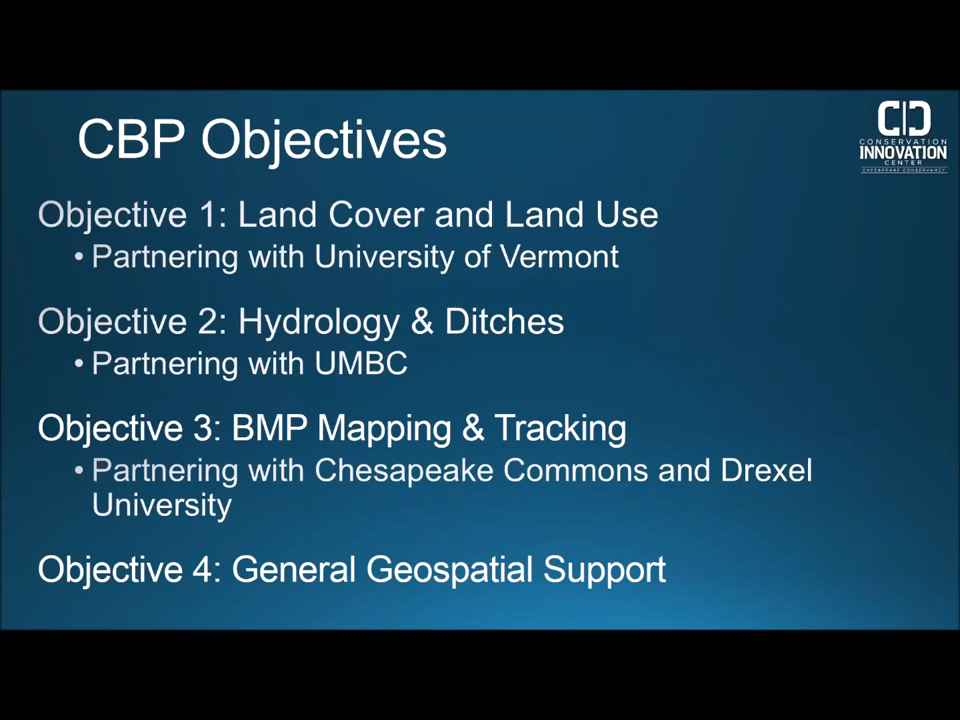 CBP Objectives
CONSERVATION
INNOVATION
CENTER
CHESAPEAKE CONSERVANCY
Objective 1: Land Cover and Land Use
• Partnering with University of Vermont
Objective 2: Hydrology & Ditches
• Partnering with UMBC
Objective 3: BMP Mapping & Tracking
• Partnering with Chesapeake Commons and Drexel
University
Objective 4: General Geospatial Support